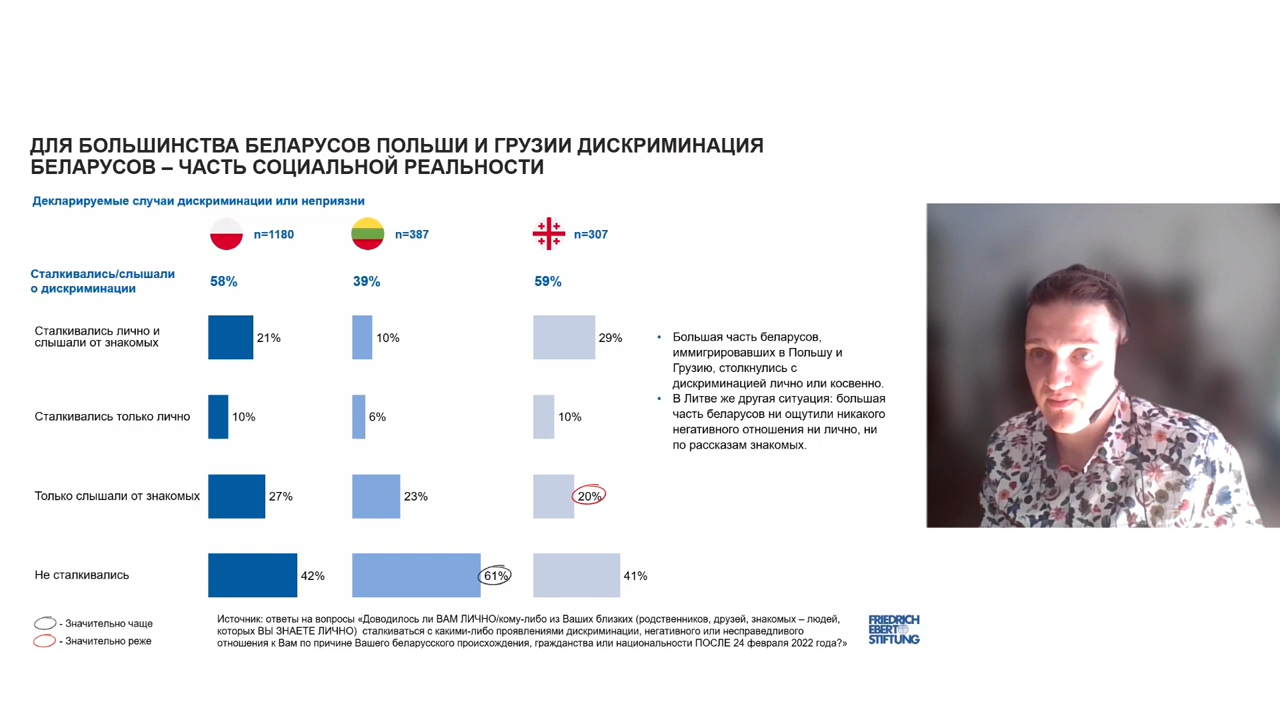 ДЛЯ БОЛЬШИНСТВА БЕЛАРУСОВ ПОЛЬШИ И ГРУЗИИ ДИСКРИМИНАЦИЯ
БЕЛАРУСОВ – ЧАСТЬ СОЦИАЛЬНОЙ РЕАЛЬНОСТИ
Декларируемые случаи дискриминации или неприязни
n=1180
n=387
n=307
Сталкивались/слышали
о дискриминации
58%
39%
59%
Сталкивались лично и
слышали от знакомых
21%
10%
29%
Сталкивались только лично
10%
6%
10%
Только слышали от знакомых
27%
23%
20%
Не сталкивались
42%
61%
41%
• Большая часть беларусов,
иммигрировавших в Польшу и
Грузию, столкнулись с
дискриминацией лично или косвенно.
• В Литве же другая ситуация: большая
часть беларусов ни ощутили никакого
негативного отношения ни лично, ни
по рассказам знакомых.
- Значительно чаще
- Значительно реже
Источник: ответы на вопросы «Доводилось ли ВАМ ЛИЧНО/кому-либо из Ваших близких (родственников, друзей, знакомых – людей,
которых ВЫ ЗНАЕТЕ ЛИЧНО) сталкиваться с какими-либо проявлениями дискриминации, негативного или несправедливого
отношения к Вам по причине Вашего беларусского происхождения, гражданства или национальности ПОСЛЕ 24 февраля 2022 года?»
FRIEDRICH
EBERT
STIFTUNG